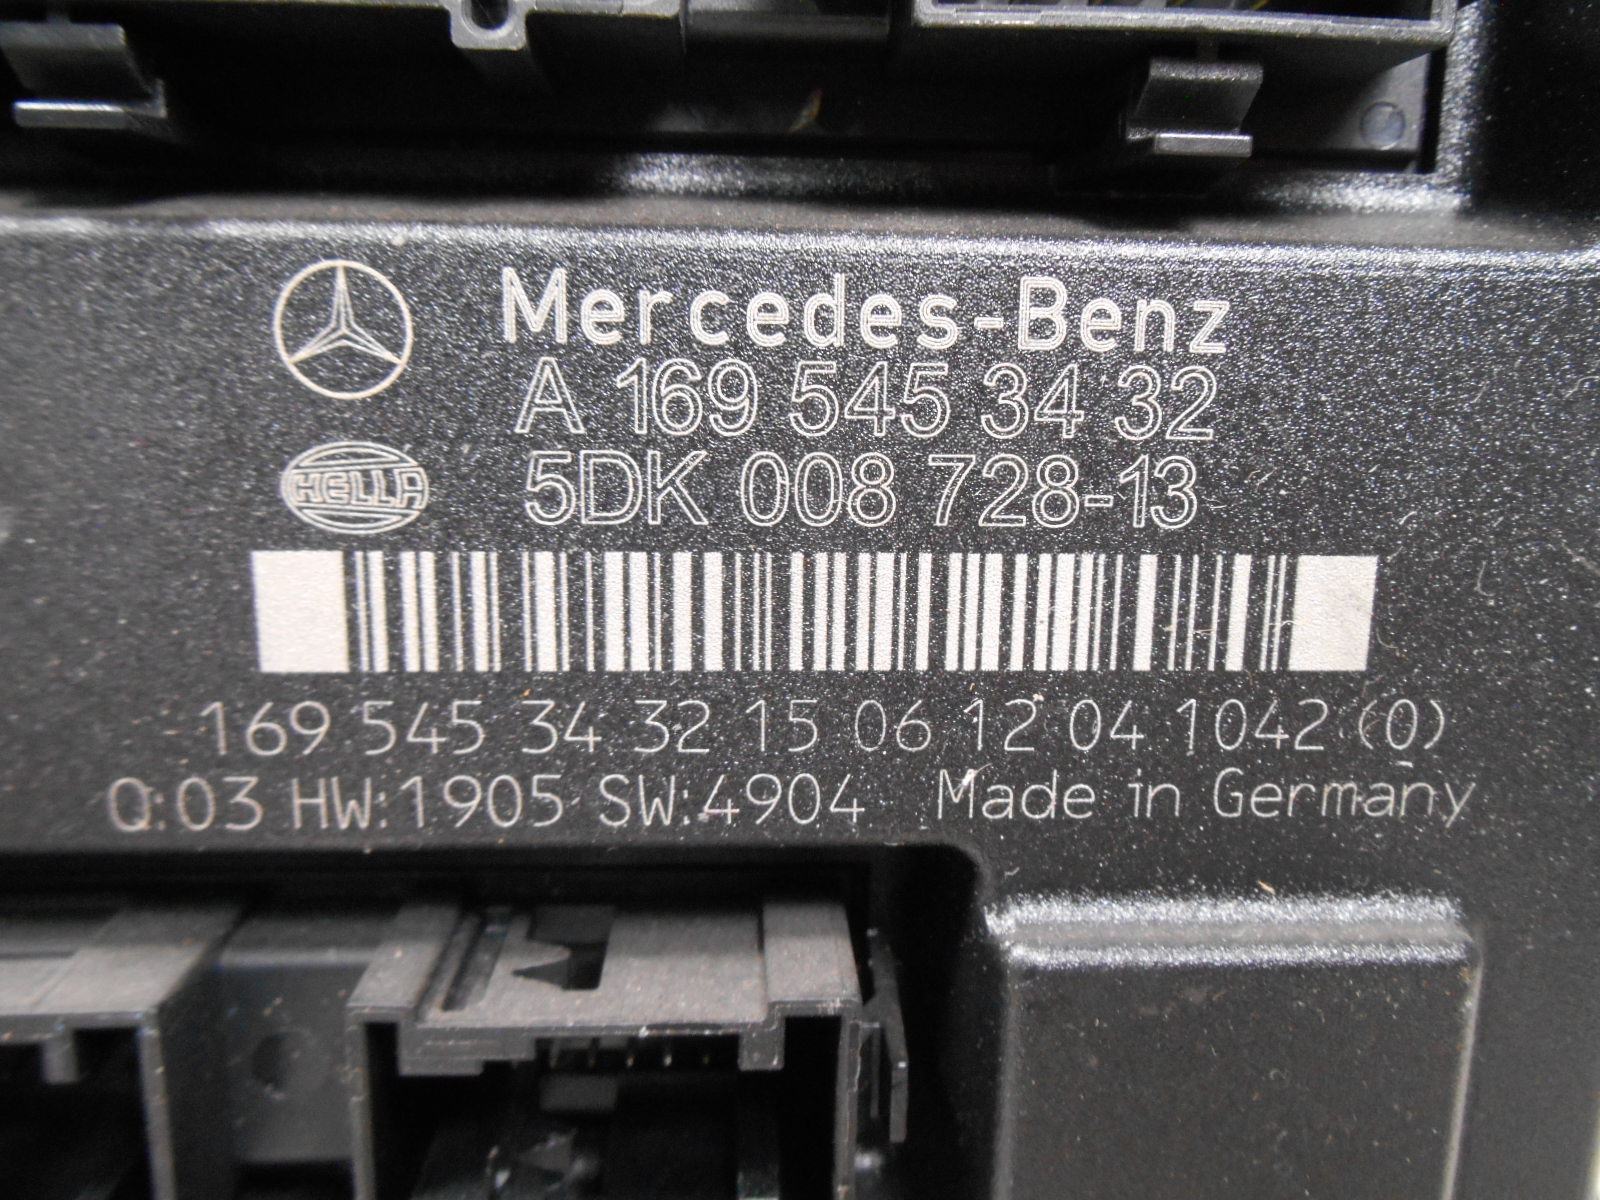 Mercedes-Benz
A 169 545 34 32
HELLA
5DK 008 728-13
169 545 34 32 15 06 12 04 1042 (0)
Q:03 HW:1905 SW:4904 Made in Germany